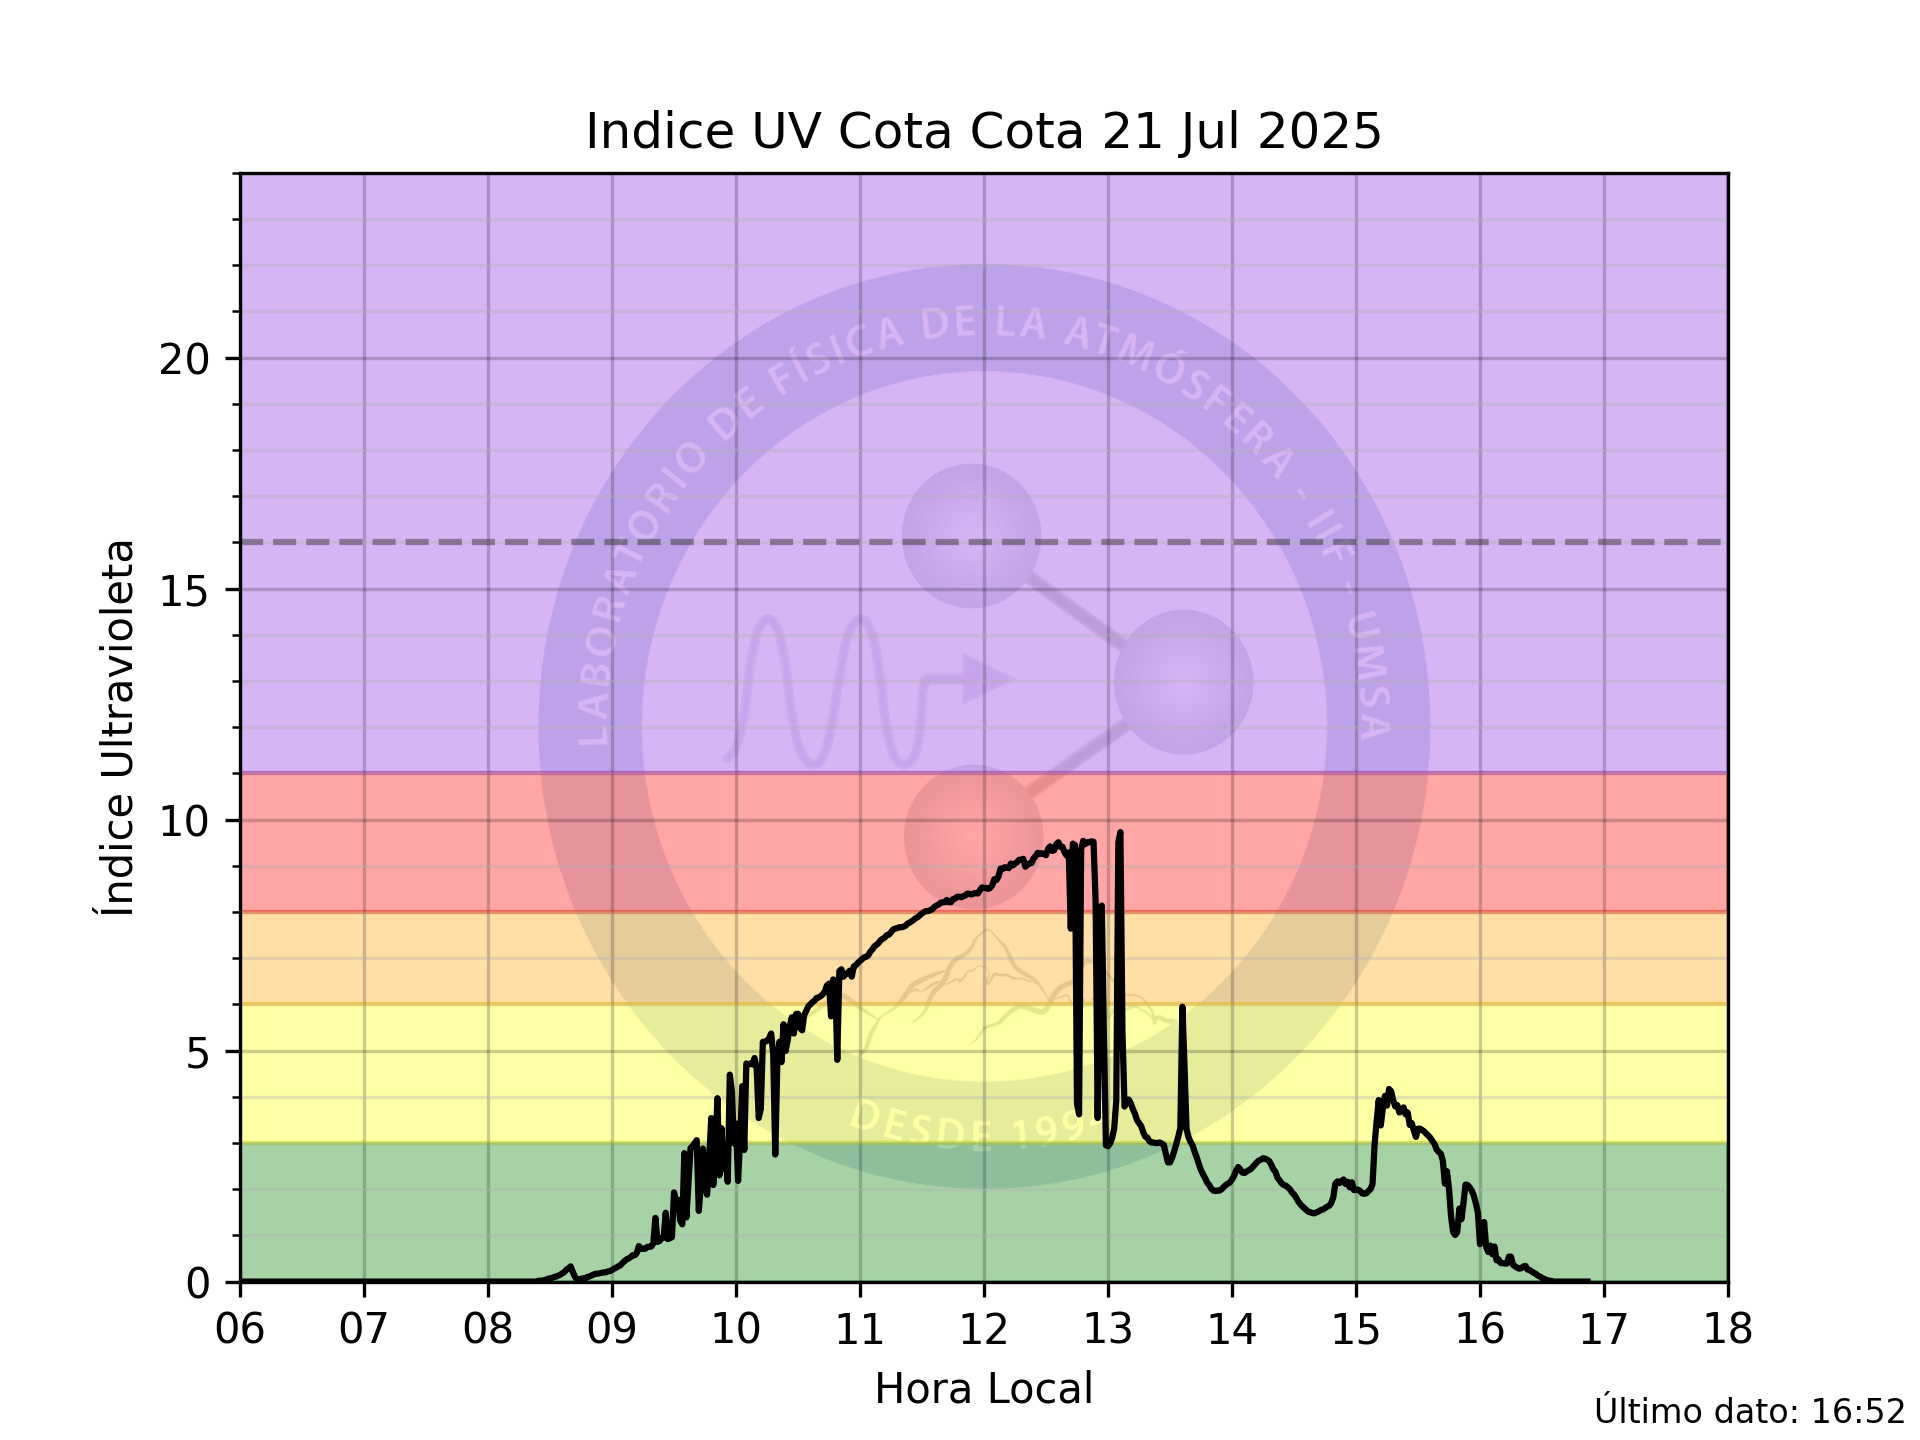 Indice UV Cota Cota 21 Jul 2025
LABORATORIO DE FÍSICA DE LA ATMÓSFERA - IIF - UMSA
DESDE 199
Índice Ultravioleta
20
15
10
5
0
06 07 08 09 10 11 12 13 14 15 16 17 18
Hora Local
Último dato: 16:52